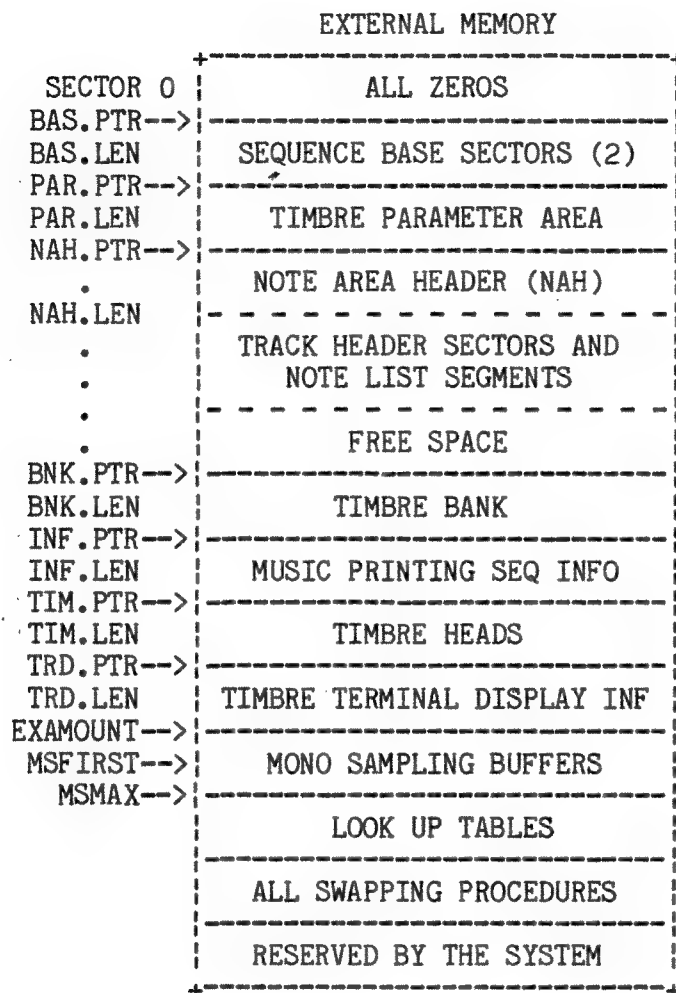 EXTERNAL MEMORY
SECTOR 0 ALL ZEROS
BAS.PTR-->
BAS.LEN SEQUENCE BASE SECTORS (2)
PAR.PTR-->
PAR.LEN TIMBRE PARAMETER AREA
NAH.PTR-->
. NOTE AREA HEADER (NAH)
NAH.LEN
. TRACK HEADER SECTORS AND
. NOTE LIST SEGMENTS
.
. FREE SPACE
BNK.PTR-->
BNK.LEN TIMBRE BANK
INF.PTR-->
INF.LEN MUSIC PRINTING SEQ INFO
TIM.PTR-->
TIM.LEN TIMBRE HEADS
TRD.PTR-->
TRD.LEN TIMBRE TERMINAL DISPLAY INF
EXAMOUNT-->
MSFIRST--> MONO SAMPLING BUFFERS
MSMAX-->
LOOK UP TABLES
ALL SWAPPING PROCEDURES
RESERVED BY THE SYSTEM